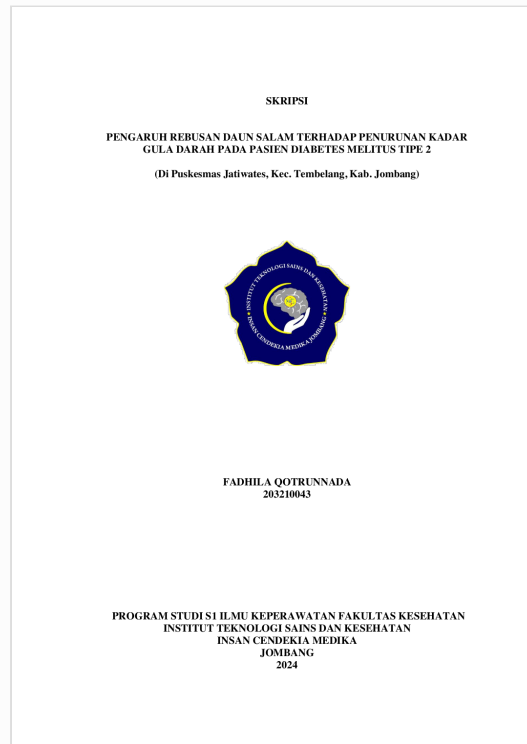 SKRIPSI
PENGARUH REBUSAN DAUN SALAM TERHADAP PENURUNAN KADAR
GULA DARAH PADA PASIEN DIABETES MELITUS TIPE 2
(Di Puskesmas Jatiwates, Kec. Tembelang, Kab. Jombang)
INSTITUT TEKNOLOGI SAINS DAN KESEHATAN
INSAN CENDEKIA MEDIKA JOMBANG
FADHILA QOTRUNNADA
203210043
PROGRAM STUDI S1 ILMU KEPERAWATAN FAKULTAS KESEHATAN
INSTITUT TEKNOLOGI SAINS DAN KESEHATAN
INSAN CENDEKIA MEDIKA
JOMBANG
2024